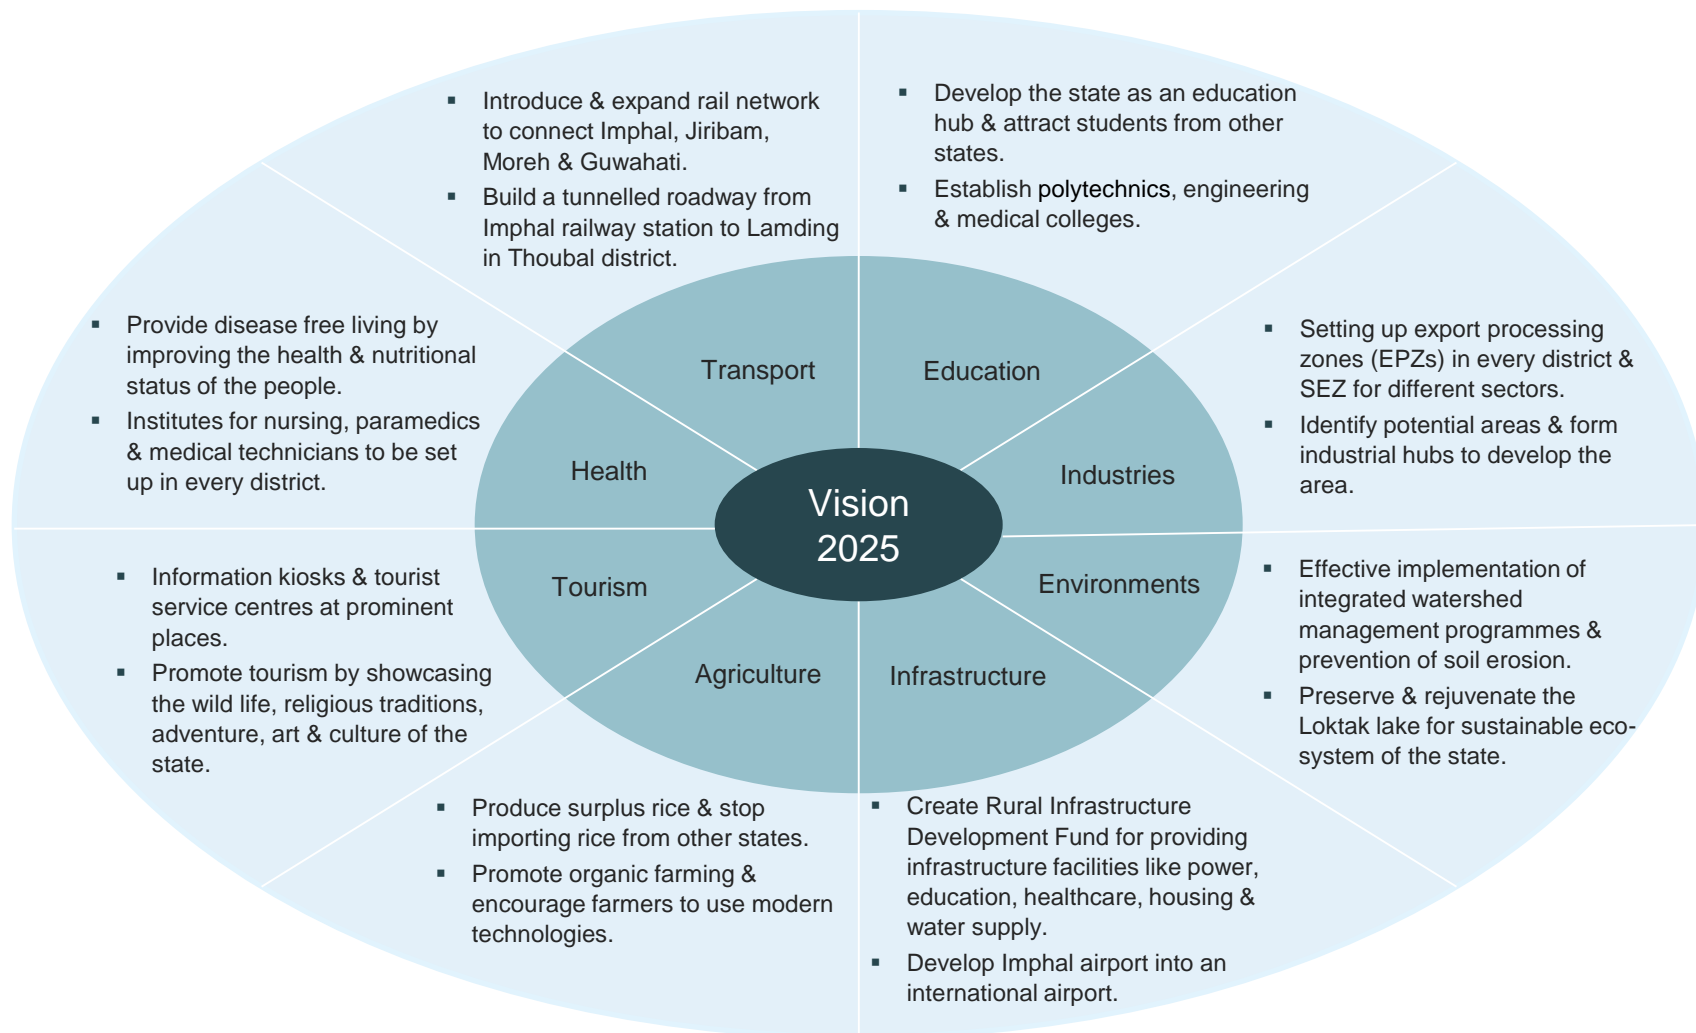 ▪ Introduce & expand rail network
to connect Imphal, Jiribam,
Moreh & Guwahati.
▪ Build a tunnelled roadway from
Imphal railway station to Lamding
in Thoubal district.
▪ Develop the state as an education
hub & attract students from other
states.
▪ Establish polytechnics, engineering
& medical colleges.
▪ Provide disease free living by
improving the health & nutritional
status of the people.
▪ Institutes for nursing, paramedics
& medical technicians to be set
up in every district.
Transport
Education
▪ Setting up export processing
zones (EPZs) in every district &
SEZ for different sectors.
▪ Identify potential areas & form
industrial hubs to develop the
area.
Health
Industries
Vision
2025
Tourism
Environments
Agriculture
Infrastructure
▪ Information kiosks & tourist
service centres at prominent
places.
▪ Promote tourism by showcasing
the wild life, religious traditions,
adventure, art & culture of the
state.
▪ Effective implementation of
integrated watershed
management programmes &
prevention of soil erosion.
▪ Preserve & rejuvenate the
Loktak lake for sustainable eco-
system of the state.
▪ Produce surplus rice & stop
importing rice from other states.
▪ Promote organic farming &
encourage farmers to use modern
technologies.
▪ Create Rural Infrastructure
Development Fund for providing
infrastructure facilities like power,
education, healthcare, housing &
water supply.
▪ Develop Imphal airport into an
international airport.